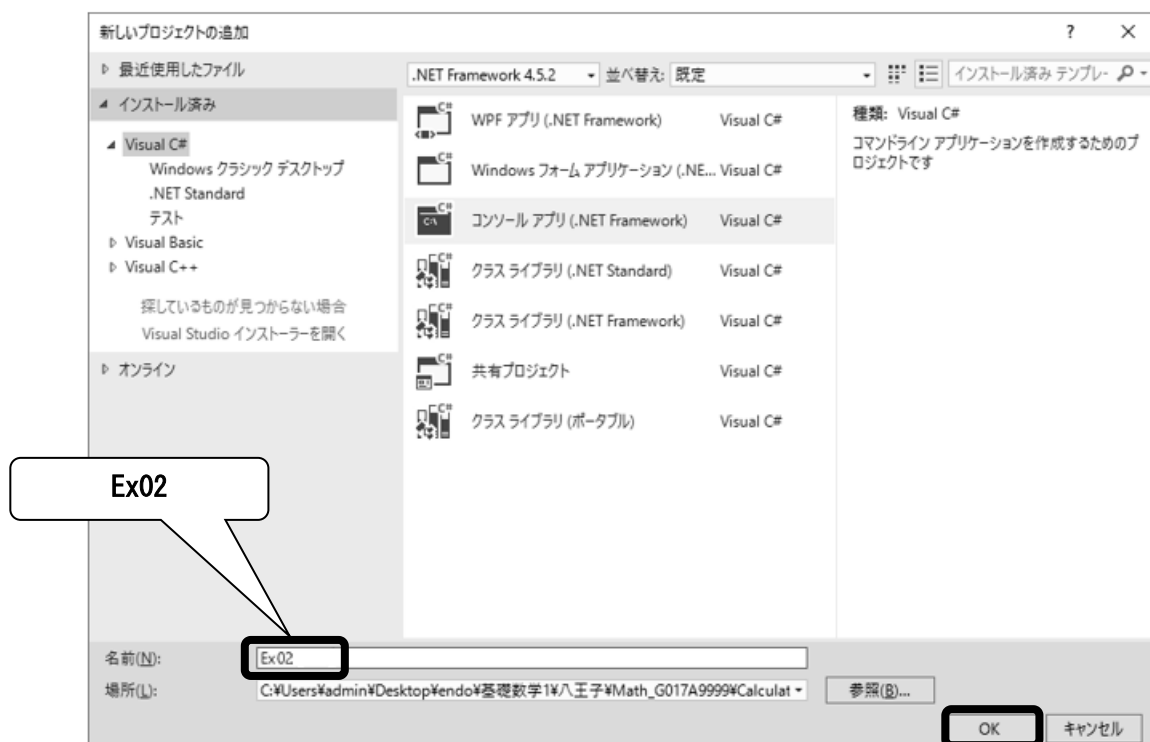 新しいプロジェクトの追加
? ×
最近使用したファイル
インストール済み
Visual C#
Windows クラシック デスクトップ
.NET Standard
テスト
Visual Basic
Visual C++
探しているものが見つからない場合
Visual Studio インストーラーを開く
オンライン
.NET Framework 4.5.2 並べ替え: 既定 インストール済み テンプレ-
WPF アプリ (.NET Framework) Visual C#
Windows フォーム アプリケーション (.NE... Visual C#
コンソール アプリ (.NET Framework) Visual C#
クラス ライブラリ (.NET Standard) Visual C#
クラス ライブラリ (.NET Framework) Visual C#
共有プロジェクト Visual C#
クラス ライブラリ (ポータブル) Visual C#
種類: Visual C#
コマンドライン アプリケーションを作成するためのプ
ロジェクトです
Ex02
名前(N): Ex02
場所(L): C:¥Users¥admin¥Desktop¥endo¥基礎数学1¥八王子¥Math_G017A9999¥Calculat 参照(B)...
OK キャンセル